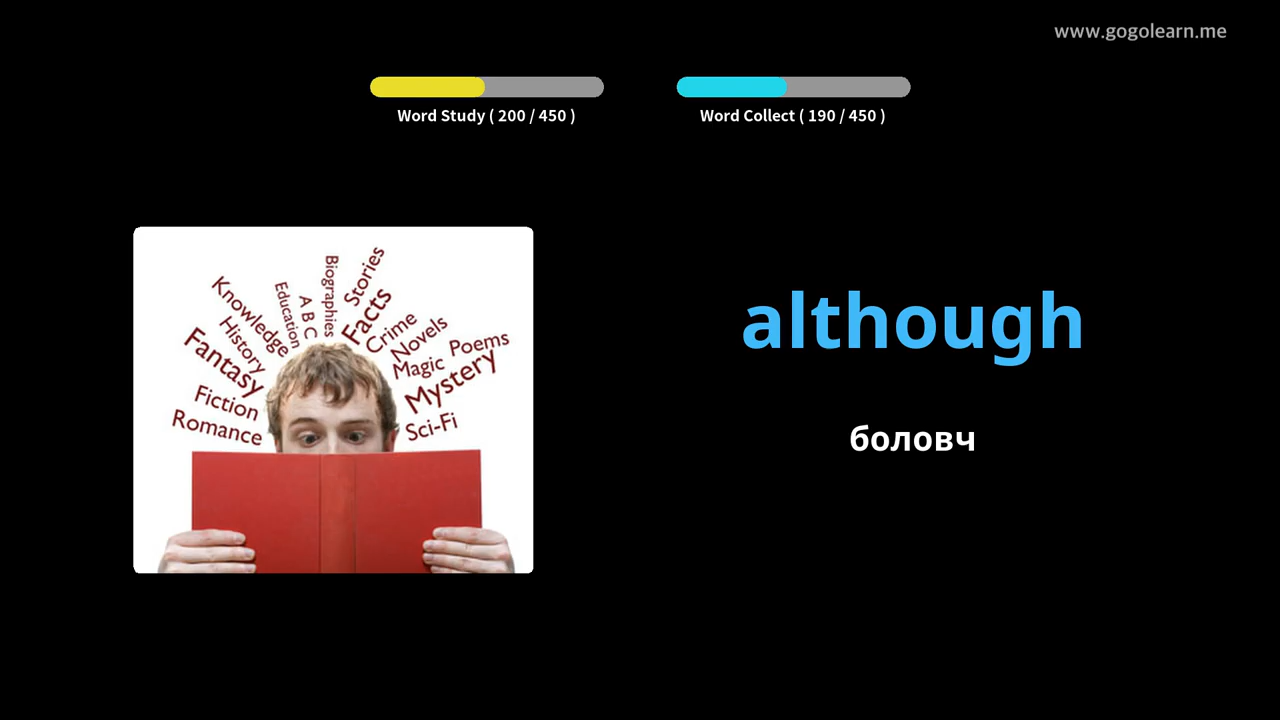 www.gogolearn.me
Word Study ( 200 / 450 )
Word Collect ( 190 / 450 )
Knowledge
History
Fantasy
Fiction
Romance
Education
A B C
Biographies
Stories
Facts
Crime
Novels
Magic
Poems
Mystery
Sci-Fi
although
боловч